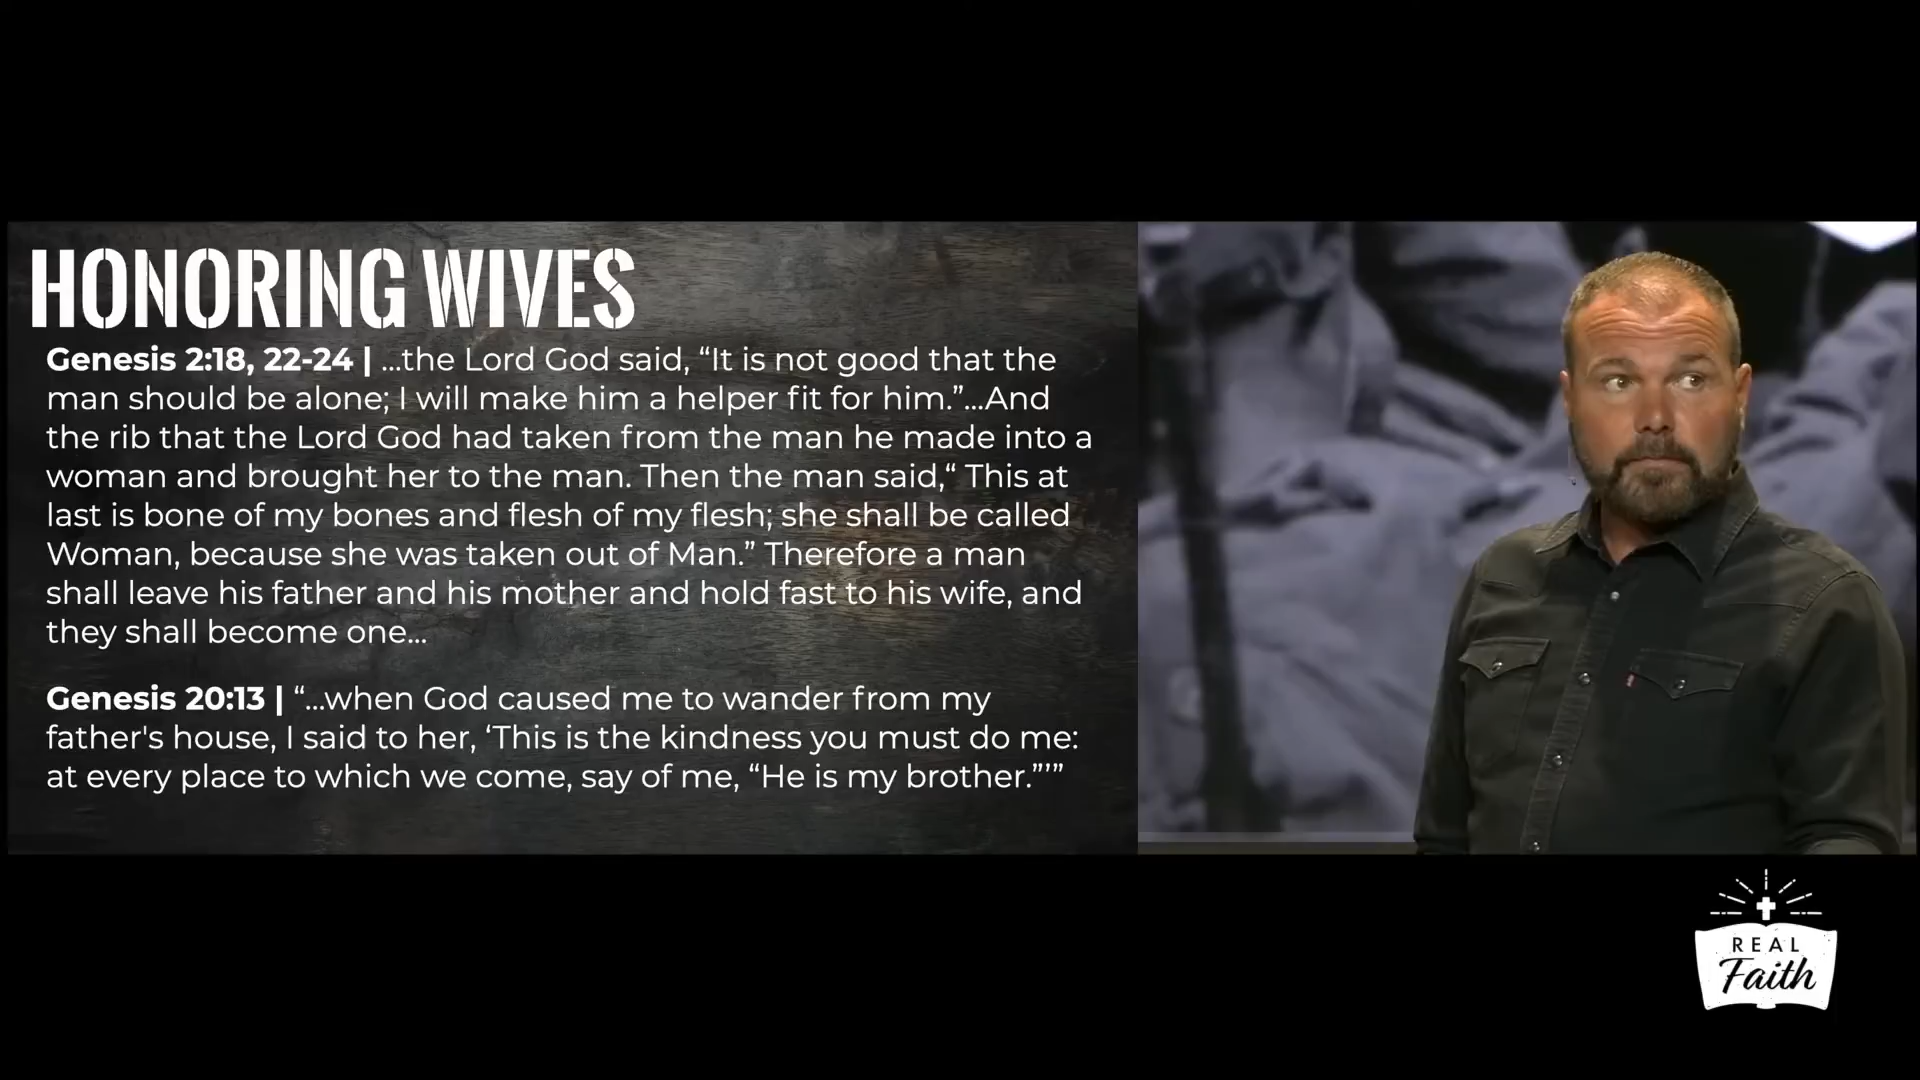 HONORING WIVES
Genesis 2:18, 22-24 | ...the Lord God said, “It is not good that the
man should be alone; I will make him a helper fit for him.”...And
the rib that the Lord God had taken from the man he made into a
woman and brought her to the man. Then the man said,“ This at
last is bone of my bones and flesh of my flesh; she shall be called
Woman, because she was taken out of Man.” Therefore a man
shall leave his father and his mother and hold fast to his wife, and
they shall become one...
Genesis 20:13 | “...when God caused me to wander from my
father's house, I said to her, ‘This is the kindness you must do me:
at every place to which we come, say of me, “He is my brother.”’”
REAL
Faith